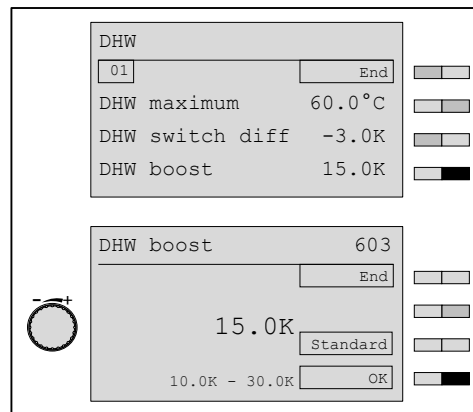 DHW
01 End
DHW maximum 60.0°C
DHW switch diff -3.0K
DHW boost 15.0K
DHW boost 603
End
- +
15.0K
Standard
10.0K - 30.0K OK